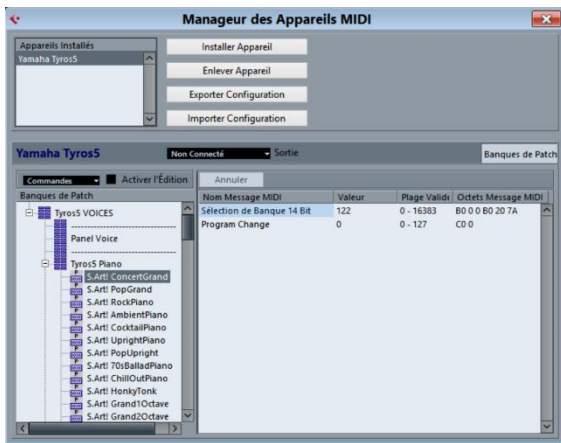 Manageur des Appareils MIDI
Appareils Installés
Yamaha Tyros5
Installer Appareil
Enlever Appareil
Exporter Configuration
Importer Configuration
Yamaha Tyros5 Non Connecté Sortie Banques de Patch
Commandes Activer l'Édition Annuler
Banques de Patch
Nom Message MIDI Valeur Plage Valide Octets Message MIDI
Sélection de Banque 14 Bit 122 0 - 16383 B0 0 0 B0 20 7A
Program Change 0 0 - 127 C0 0
Tyros5 VOICES
--------------------------------
Panel Voice
--------------------------------
Tyros5 Piano
S.Art! ConcertGrand
S.Art! PopGrand
S.Art! RockPiano
S.Art! AmbientPiano
S.Art! CocktailPiano
S.Art! UprightPiano
S.Art! PopUpright
S.Art! 70sBalladPiano
S.Art! ChillOutPiano
S.Art! HonkyTonk
S.Art! Grand1Octave
S.Art! Grand2Octave